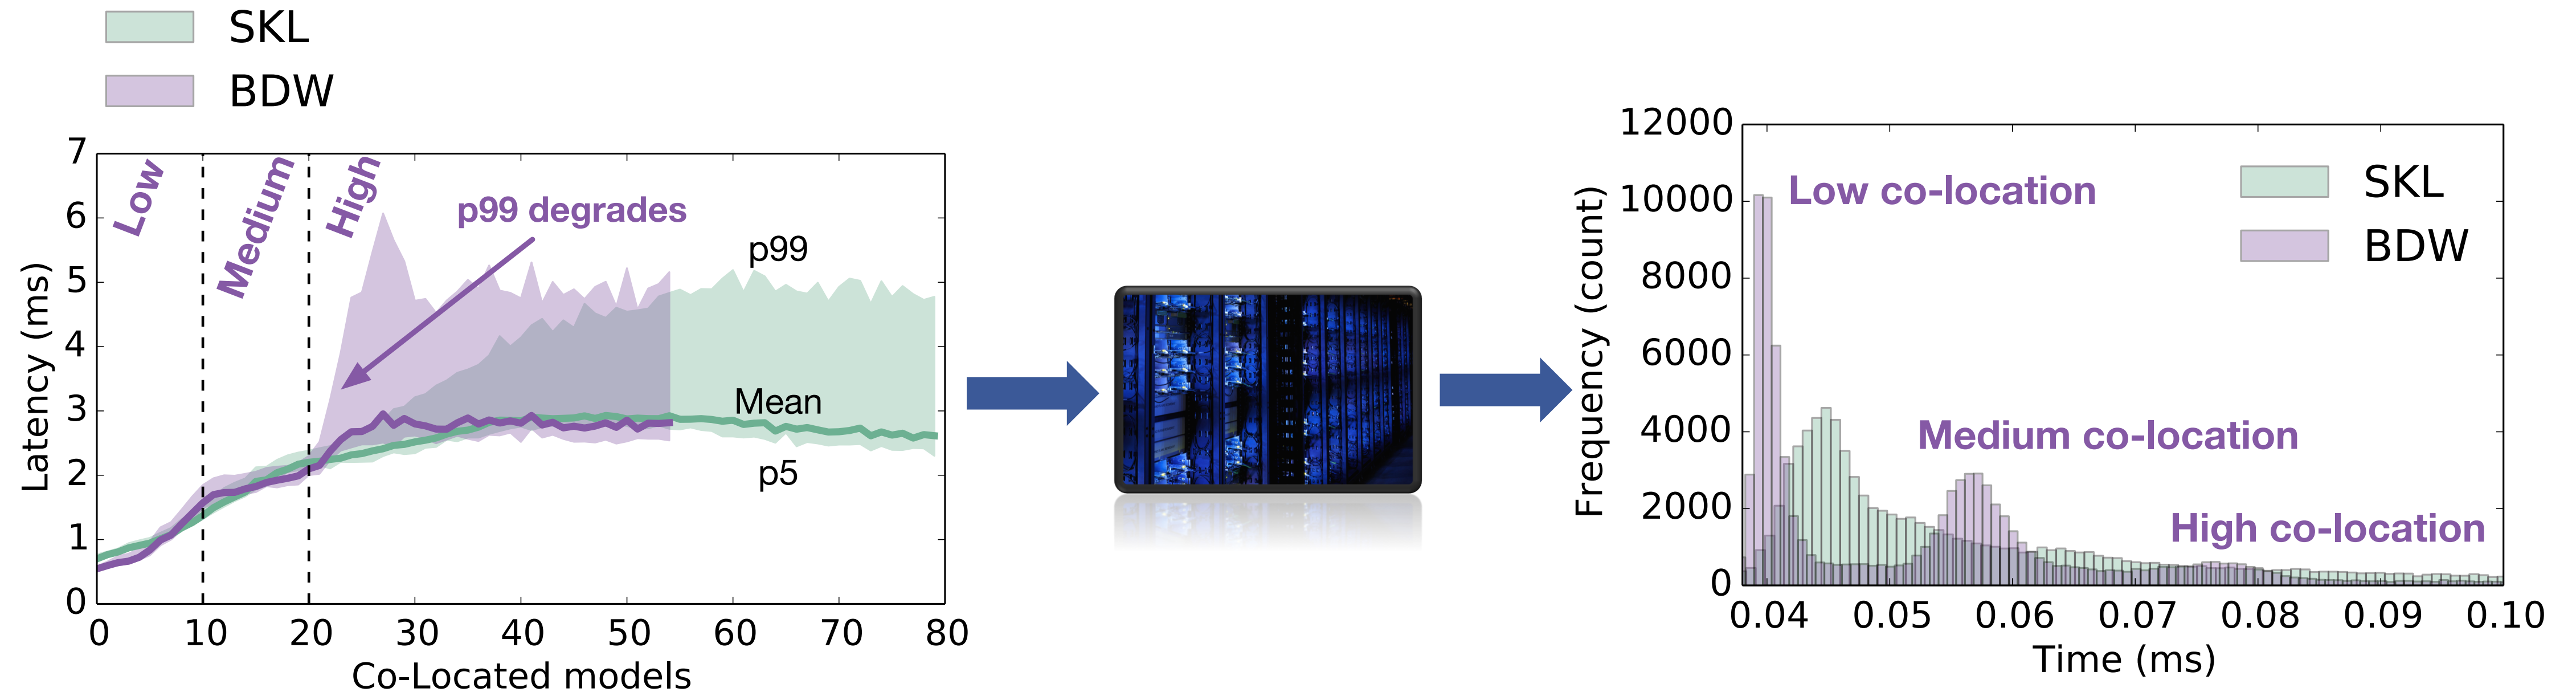 SKL
BDW
7
6
5
4
3
2
1
0
Latency (ms)
Low
Medium
High
p99 degrades
p99
Mean
p5
0 10 20 30 40 50 60 70 80
Co-Located models
12000
10000
8000
6000
4000
2000
0
Frequency (count)
Low co-location
SKL
BDW
Medium co-location
High co-location
0.04 0.05 0.06 0.07 0.08 0.09 0.10
Time (ms)